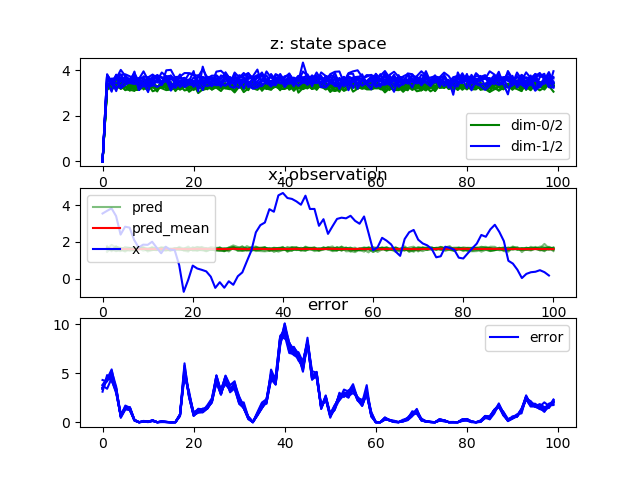 z: state space
4
2
0
dim-0/2
dim-1/2
0 20 40 60 80 100
x: observation
4
2
0
pred
pred_mean
x
0 20 40 60 80 100
error
10
5
0
error
0 20 40 60 80 100